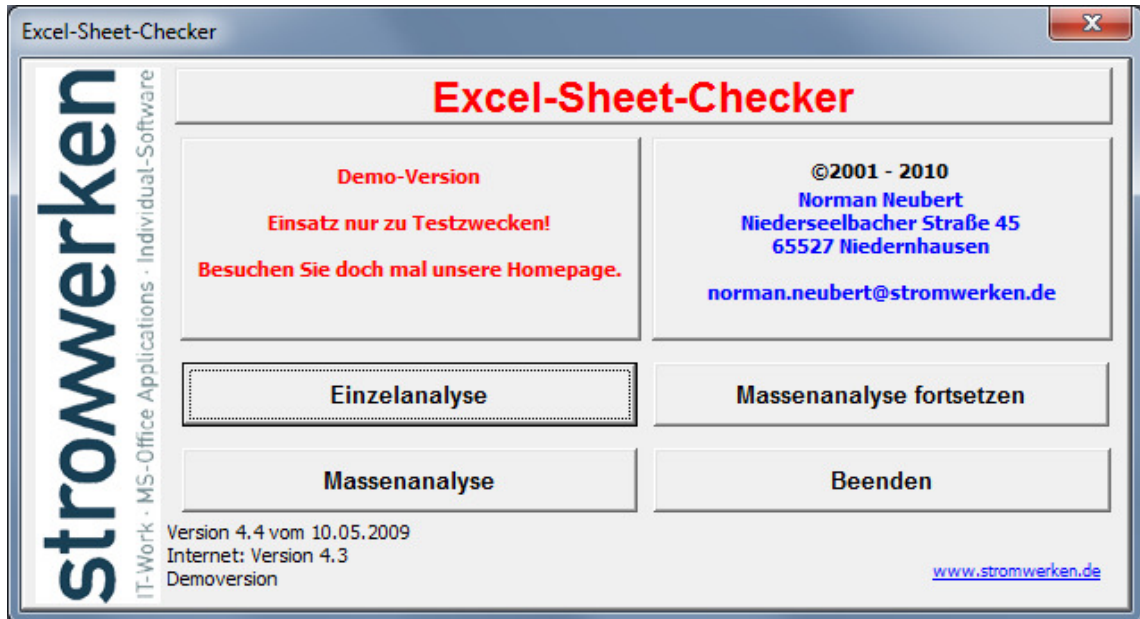 Excel-Sheet-Checker
stromwerken
IT-Work · MS-Office Applications · Individual-Software
Excel-Sheet-Checker
Demo-Version
Einsatz nur zu Testzwecken!
Besuchen Sie doch mal unsere Homepage.
©2001 - 2010
Norman Neubert
Niederseelbacher Straße 45
65527 Niedernhausen
norman.neubert@stromwerken.de
Einzelanalyse
Massenanalyse fortsetzen
Massenanalyse
Beenden
Version 4.4 vom 10.05.2009
Internet: Version 4.3
Demoversion
www.stromwerken.de